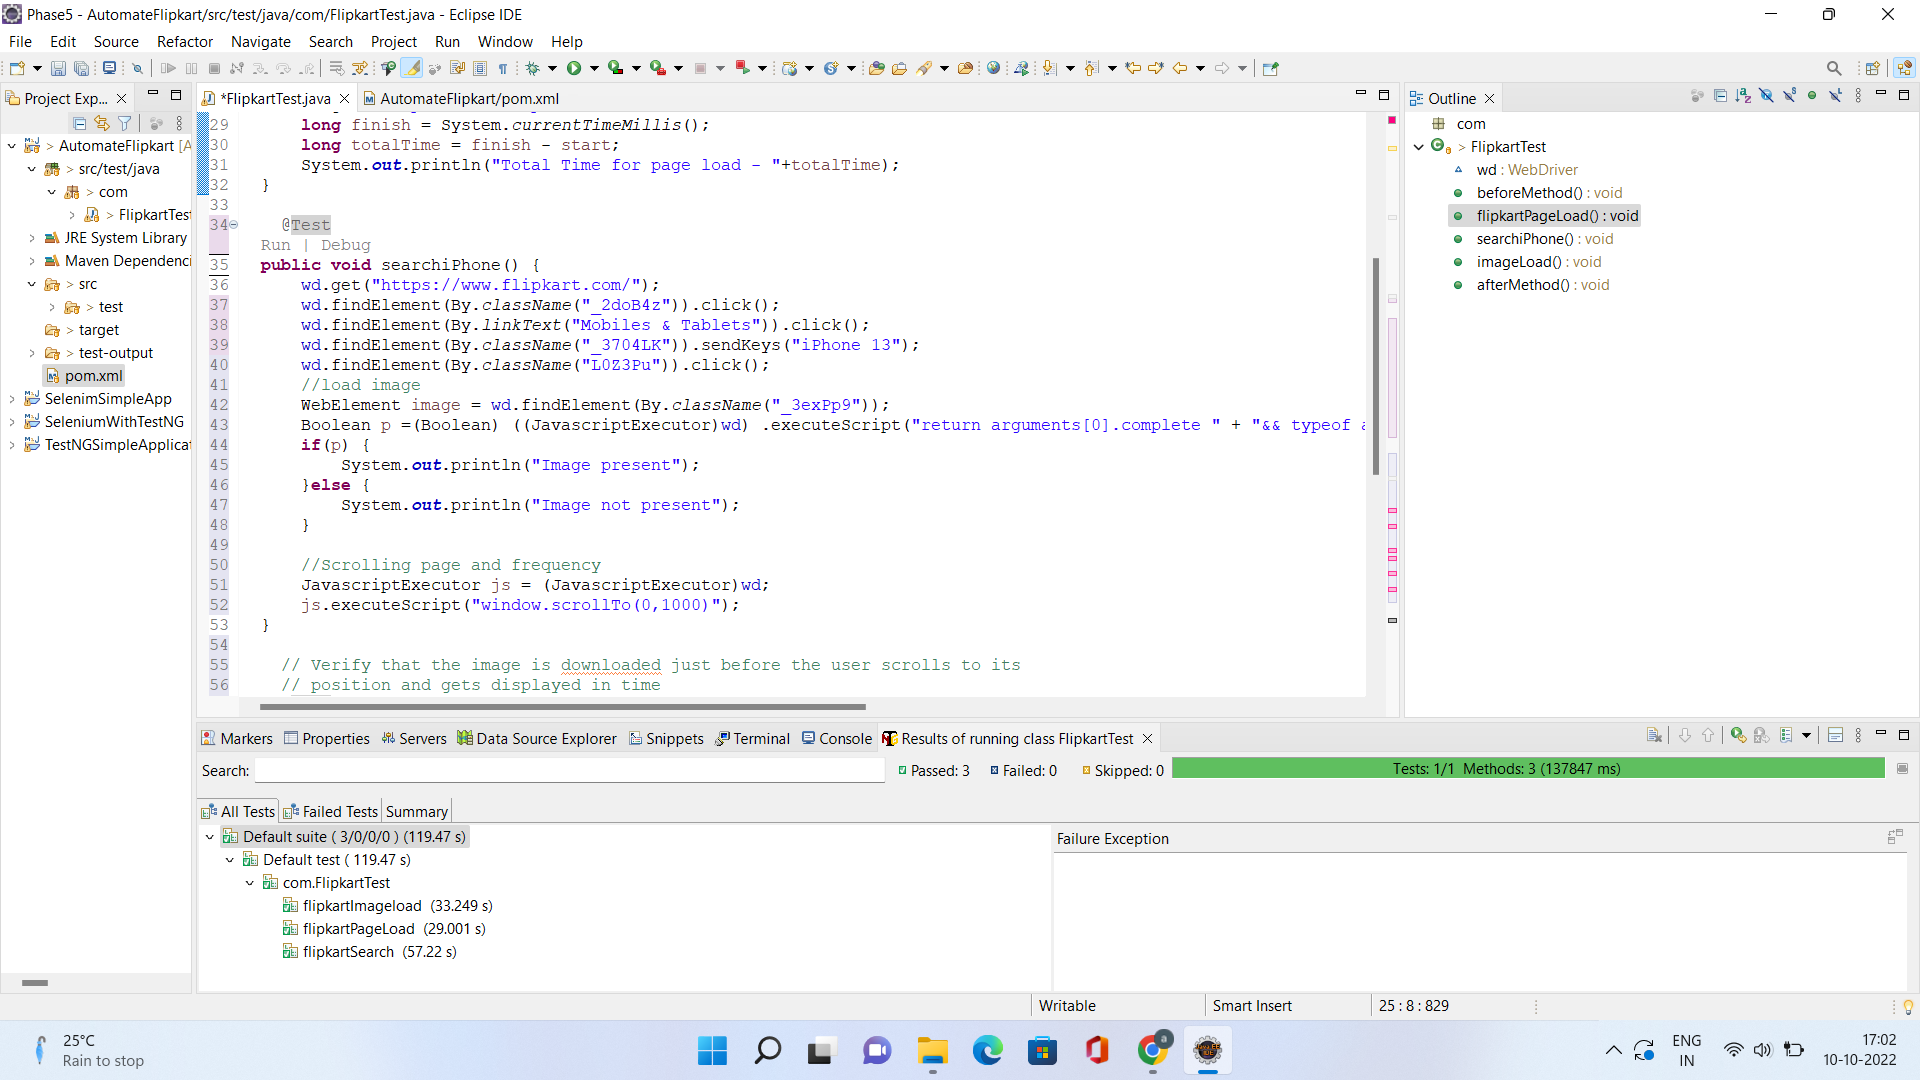 Phase5 - AutomateFlipkart/src/test/java/com/FlipkartTest.java - Eclipse IDE
File Edit Source Refactor Navigate Search Project Run Window Help
Project Exp...
*FlipkartTest.java
AutomateFlipkart/pom.xml
Outline
> AutomateFlipkart [A
> src/test/java
> com
> FlipkartTest
JRE System Library
Maven Dependenci
> src
> test
> target
> test-output
pom.xml
SelenimSimpleApp
SeleniumWithTestNG
TestNGSimpleApplicat
29 long finish = System.currentTimeMillis();
30 long totalTime = finish - start;
31 System.out.println("Total Time for page load - "+totalTime);
32 }
33
34 @Test
Run | Debug
35 public void searchiPhone() {
36 wd.get("https://www.flipkart.com/");
37 wd.findElement(By.className("_2doB4z")).click();
38 wd.findElement(By.linkText("Mobiles & Tablets")).click();
39 wd.findElement(By.className("_3704LK")).sendKeys("iPhone 13");
40 wd.findElement(By.className("L0Z3Pu")).click();
41 //load image
42 WebElement image = wd.findElement(By.className("_3exPp9"));
43 Boolean p =(Boolean) ((JavascriptExecutor)wd) .executeScript("return arguments[0].complete " + "&& typeof a
44 if(p) {
45 System.out.println("Image present");
46 }else {
47 System.out.println("Image not present");
48 }
49
50 //Scrolling page and frequency
51 JavascriptExecutor js = (JavascriptExecutor)wd;
52 js.executeScript("window.scrollTo(0,1000)");
53 }
54
55 // Verify that the image is downloaded just before the user scrolls to its
56 // position and gets displayed in time
com
> FlipkartTest
wd : WebDriver
beforeMethod() : void
flipkartPageLoad() : void
searchiPhone() : void
imageLoad() : void
afterMethod() : void
Markers Properties Servers Data Source Explorer Snippets Terminal Console Results of running class FlipkartTest
Search: Passed: 3 Failed: 0 Skipped: 0 Tests: 1/1 Methods: 3 (137847 ms)
All Tests Failed Tests Summary
Default suite ( 3/0/0/0 ) (119.47 s)
Default test ( 119.47 s)
com.FlipkartTest
flipkartImageload (33.249 s)
flipkartPageLoad (29.001 s)
flipkartSearch (57.22 s)
Failure Exception
Writable Smart Insert 25 : 8 : 829
25°C
Rain to stop
ENG
IN
17:02
10-10-2022